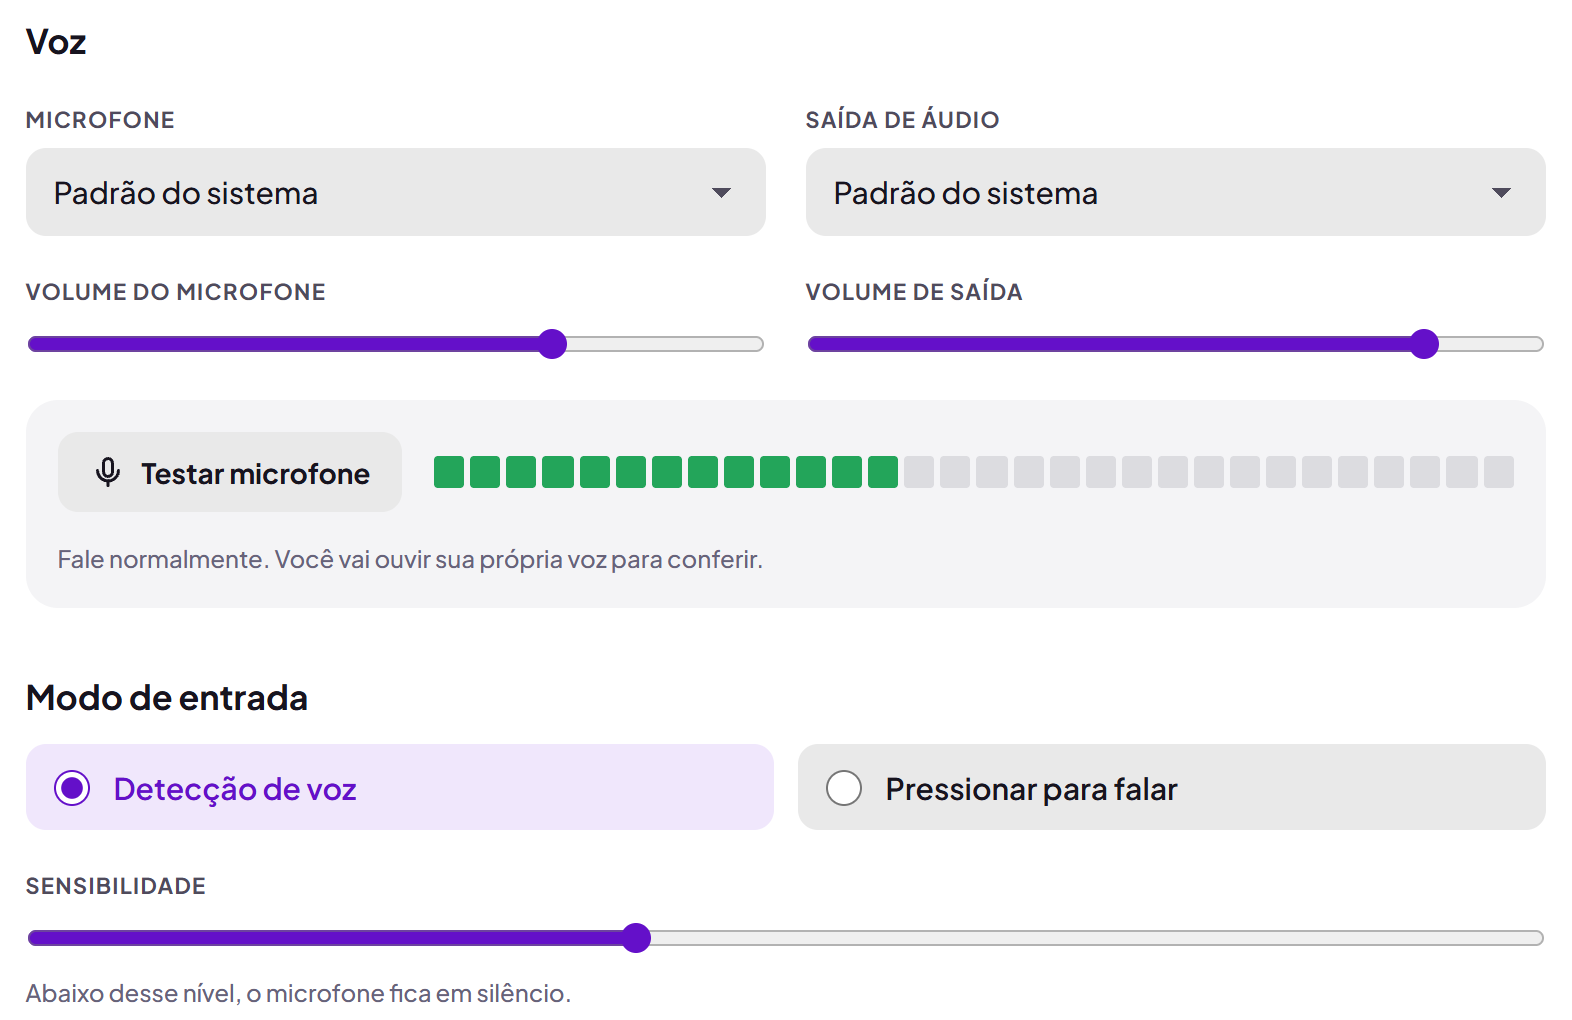 Voz
MICROFONE
SAÍDA DE ÁUDIO
Padrão do sistema
Padrão do sistema
VOLUME DO MICROFONE
VOLUME DE SAÍDA
Testar microfone
Fale normalmente. Você vai ouvir sua própria voz para conferir.
Modo de entrada
Detecção de voz
Pressionar para falar
SENSIBILIDADE
Abaixo desse nível, o microfone fica em silêncio.